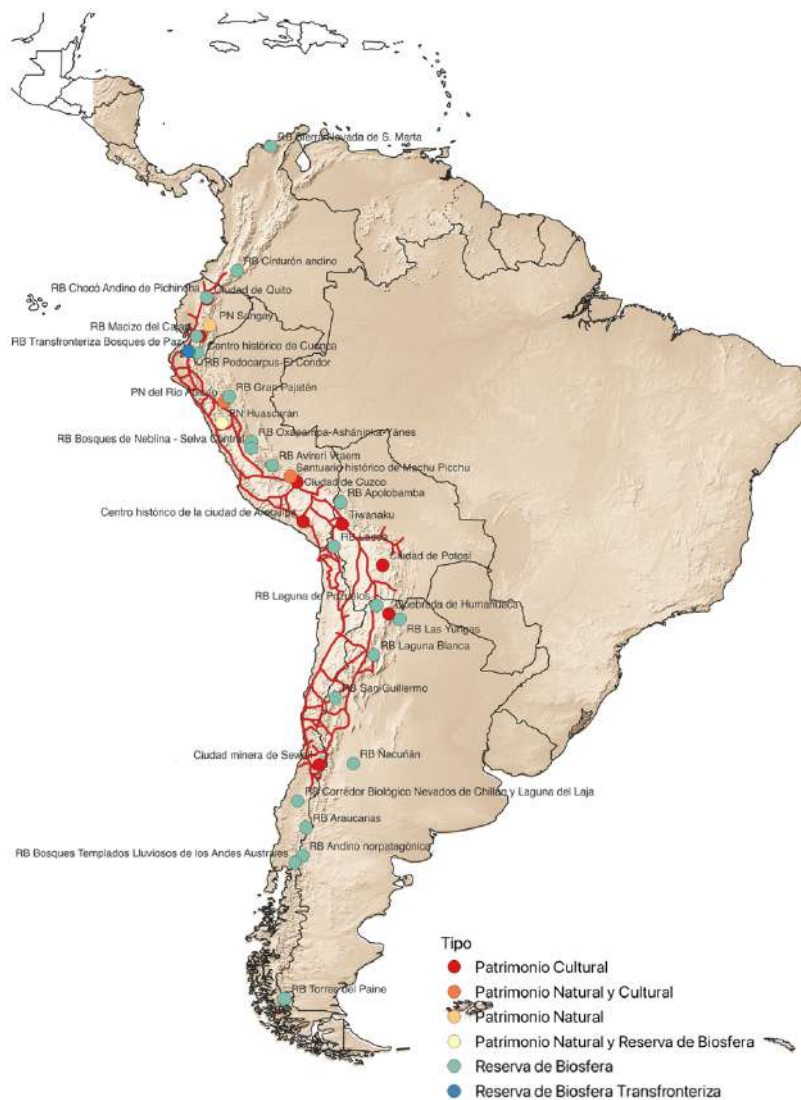 RB Sierra Nevada de S. Marta
RB Cinturón andino
RB Chocó Andino de Pichincha
Ciudad de Quito
PN Sangay
RB Macizo del Cajas
RB Transfronteriza Bosques de Paz
Centro histórico de Cuenca
RB Podocarpus-El Condor
RB Gran Pajatén
PN del Río Abiseo
PN Huascarán
RB Oxapampa-Asháninka-Yánes
RB Bosques de Neblina - Selva Central
RB Avireri Vraem
Santuario histórico de Machu Picchu
Ciudad de Cuzco
RB Apolobamba
Centro histórico de la ciudad de Arequipa
Tiwanaku
RB Lauca
Ciudad de Potosí
RB Laguna de Pozuelos
Quebrada de Humahuaca
RB Las Yungas
RB Laguna Blanca
RB San Guillermo
Ciudad minera de Sewell
RB Ñacuñán
RB Corredor Biológico Nevados de Chillán y Laguna del Laja
RB Araucarias
RB Andino norpatagónica
RB Bosques Templados Lluviosos de los Andes Australes
RB Torres del Paine
Tipo
Patrimonio Cultural
Patrimonio Natural y Cultural
Patrimonio Natural
Patrimonio Natural y Reserva de Biosfera
Reserva de Biosfera
Reserva de Biosfera Transfronteriza